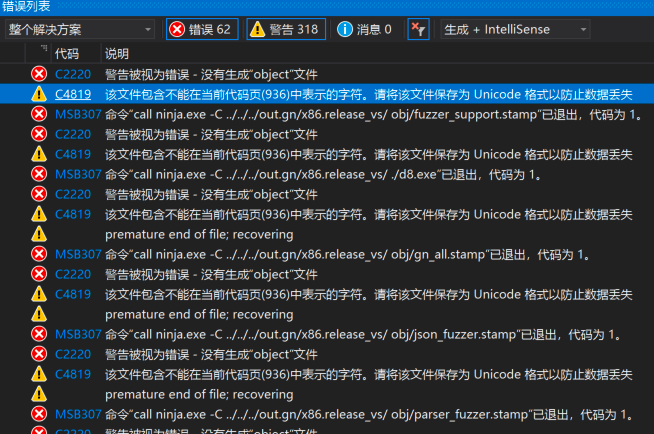 错误列表
整个解决方案 错误 62 警告 318 消息 0 生成 + IntelliSense
代码 说明
C2220 警告被视为错误 - 没有生成“object”文件
C4819 该文件包含不能在当前代码页(936)中表示的字符。请将该文件保存为 Unicode 格式以防止数据丢失
MSB307 命令“call ninja.exe -C ../../../out.gn/x86.release_vs/ obj/fuzzer_support.stamp”已退出，代码为 1。
C2220 警告被视为错误 - 没有生成“object”文件
C4819 该文件包含不能在当前代码页(936)中表示的字符。请将该文件保存为 Unicode 格式以防止数据丢失
MSB307 命令“call ninja.exe -C ../../../out.gn/x86.release_vs/ ./d8.exe”已退出，代码为 1。
C2220 警告被视为错误 - 没有生成“object”文件
C4819 该文件包含不能在当前代码页(936)中表示的字符。请将该文件保存为 Unicode 格式以防止数据丢失
premature end of file; recovering
MSB307 命令“call ninja.exe -C ../../../out.gn/x86.release_vs/ obj/gn_all.stamp”已退出，代码为 1。
C2220 警告被视为错误 - 没有生成“object”文件
C4819 该文件包含不能在当前代码页(936)中表示的字符。请将该文件保存为 Unicode 格式以防止数据丢失
premature end of file; recovering
MSB307 命令“call ninja.exe -C ../../../out.gn/x86.release_vs/ obj/json_fuzzer.stamp”已退出，代码为 1。
C2220 警告被视为错误 - 没有生成“object”文件
C4819 该文件包含不能在当前代码页(936)中表示的字符。请将该文件保存为 Unicode 格式以防止数据丢失
premature end of file; recovering
MSB307 命令“call ninja.exe -C ../../../out.gn/x86.release_vs/ obj/parser_fuzzer.stamp”已退出，代码为 1。
C2220 警告被视为错误 - 没有生成“object”文件